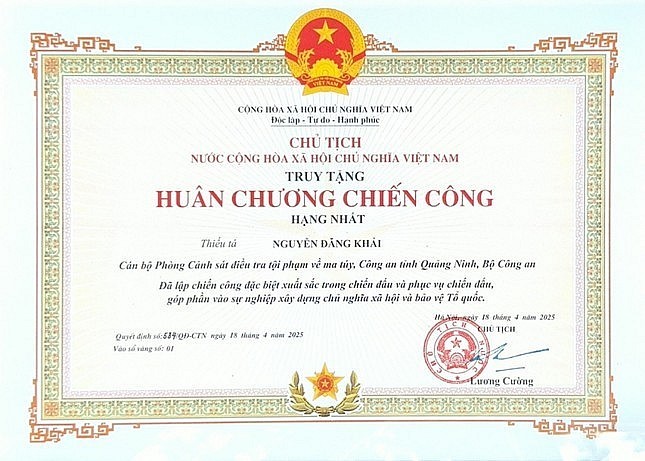 VIỆT NAM
CỘNG HÒA XÃ HỘI CHỦ NGHĨA VIỆT NAM
Độc lập - Tự do - Hạnh phúc
CHỦ TỊCH
NƯỚC CỘNG HÒA XÃ HỘI CHỦ NGHĨA VIỆT NAM
TRUY TẶNG
HUÂN CHƯƠNG CHIẾN CÔNG
HẠNG NHẤT
Thiếu tá NGUYỄN ĐĂNG KHẢI
Cán bộ Phòng Cảnh sát điều tra tội phạm về ma túy, Công an tỉnh Quảng Ninh, Bộ Công an
Đã lập chiến công đặc biệt xuất sắc trong chiến đấu và phục vụ chiến đấu,
góp phần vào sự nghiệp xây dựng chủ nghĩa xã hội và bảo vệ Tổ quốc.
Hà Nội, ngày 18 tháng 4 năm 2025
CHỦ TỊCH
Quyết định số: /QĐ-CTN ngày 18 tháng 4 năm 2025
Vào sổ vàng số: 01
CHỦ TỊCH NƯỚC
Lương Cường